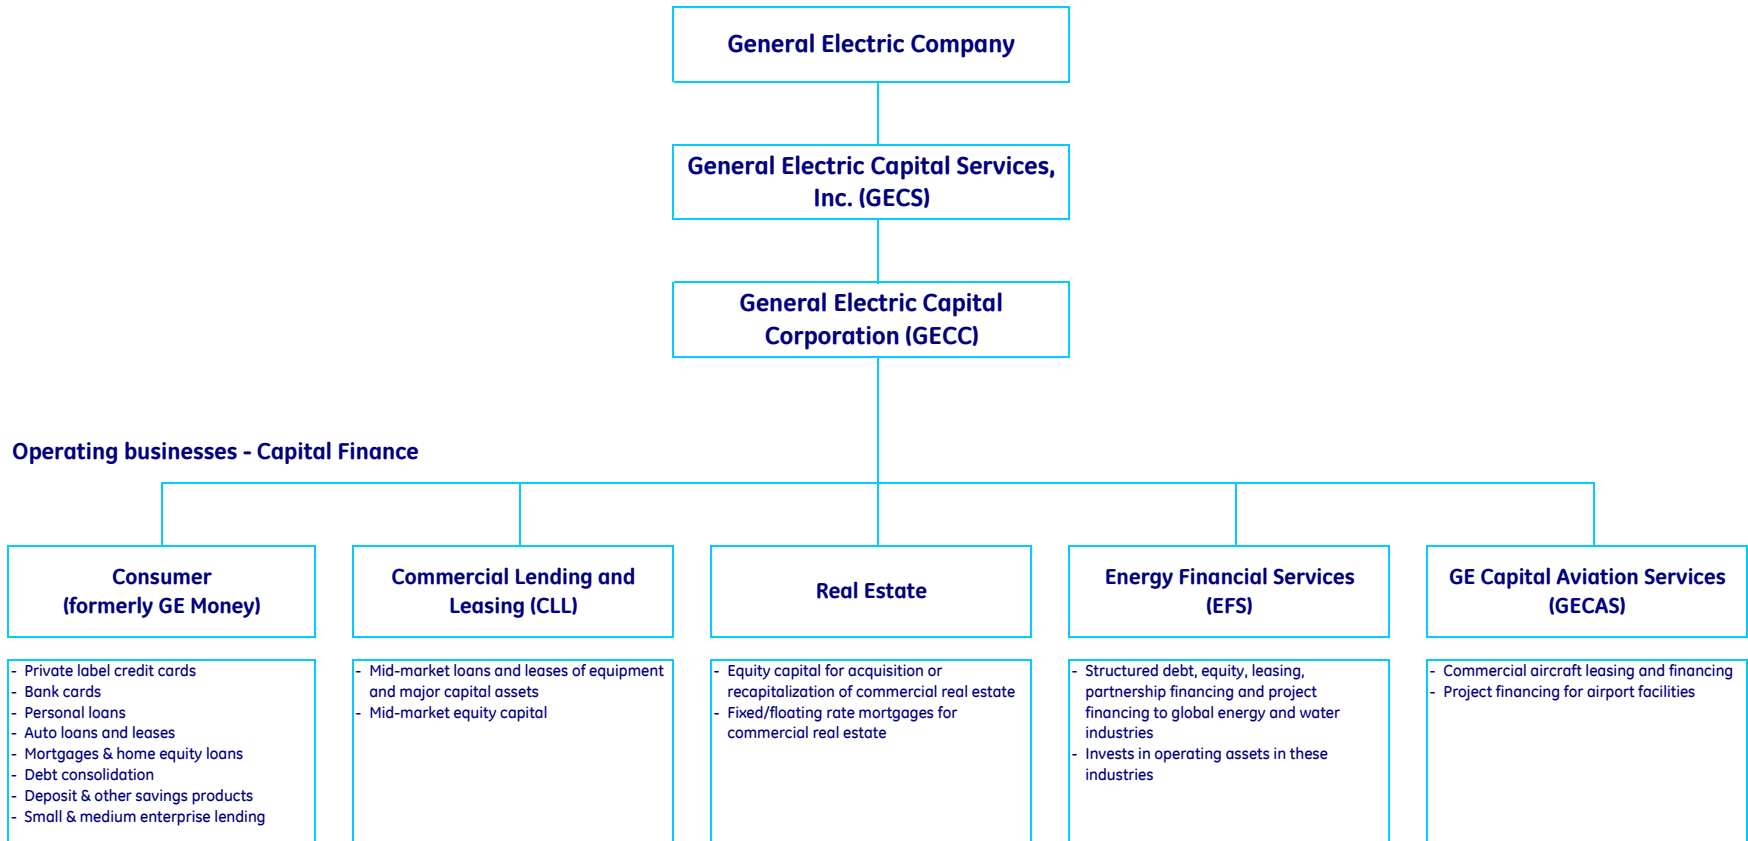 General Electric Company
General Electric Capital Services,
Inc. (GECS)
General Electric Capital
Corporation (GECC)
Operating businesses - Capital Finance
Consumer
(formerly GE Money)
Commercial Lending and
Leasing (CLL)
Real Estate
Energy Financial Services
(EFS)
GE Capital Aviation Services
(GECAS)
- Private label credit cards
- Bank cards
- Personal loans
- Auto loans and leases
- Mortgages & home equity loans
- Debt consolidation
- Deposit & other savings products
- Small & medium enterprise lending
- Mid-market loans and leases of equipment
and major capital assets
- Mid-market equity capital
- Equity capital for acquisition or
recapitalization of commercial real estate
- Fixed/floating rate mortgages for
commercial real estate
- Structured debt, equity, leasing,
partnership financing and project
financing to global energy and water
industries
- Invests in operating assets in these
industries
- Commercial aircraft leasing and financing
- Project financing for airport facilities